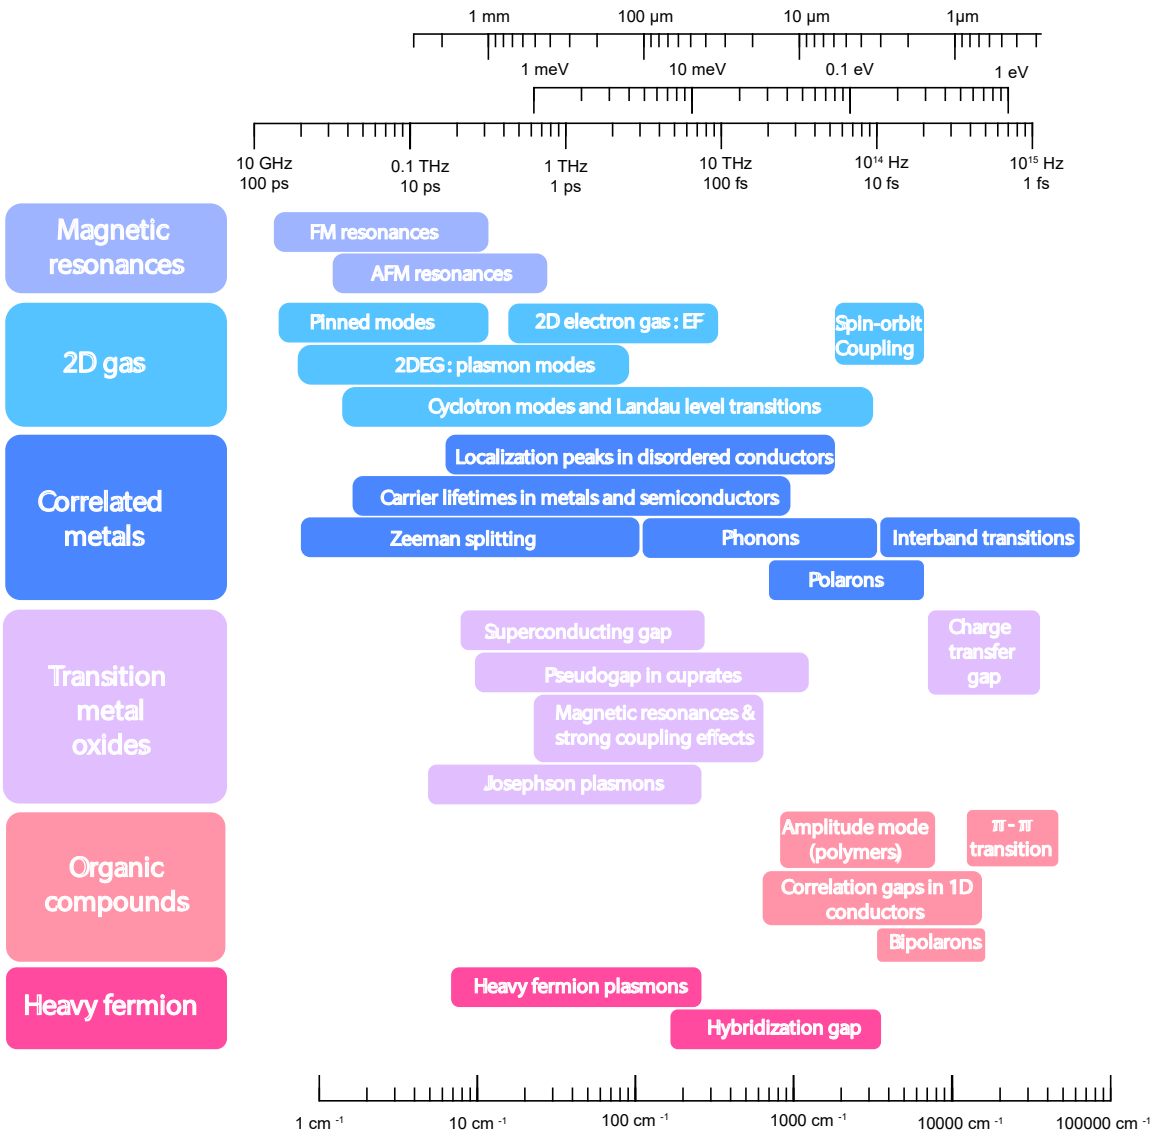 1 mm 100 µm 10 µm 1µm
1 meV 10 meV 0.1 eV 1 eV
10 GHz 0.1 THz 1 THz 10 THz 10¹⁴ Hz 10¹⁵ Hz
100 ps 10 ps 1 ps 100 fs 10 fs 1 fs
Magnetic
resonances
FM resonances
AFM resonances
2D gas
Pinned modes
2D electron gas : EF
Spin-orbit
Coupling
2DEG : plasmon modes
Cyclotron modes and Landau level transitions
Correlated
metals
Localization peaks in disordered conductors
Carrier lifetimes in metals and semiconductors
Zeeman splitting
Phonons
Interband transitions
Polarons
Transition
metal
oxides
Superconducting gap
Charge
transfer
gap
Pseudogap in cuprates
Magnetic resonances &
strong coupling effects
Josephson plasmons
Organic
compounds
Amplitude mode
(polymers)
π - π
transition
Correlation gaps in 1D
conductors
Bipolarons
Heavy fermion
Heavy fermion plasmons
Hybridization gap
1 cm ⁻¹ 10 cm ⁻¹ 100 cm ⁻¹ 1000 cm ⁻¹ 10000 cm ⁻¹ 100000 cm ⁻¹